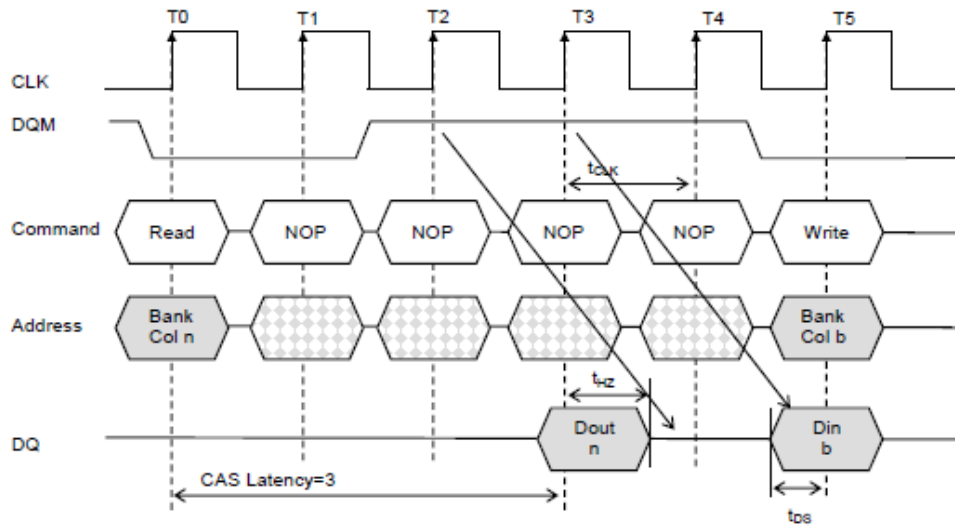 T0 T1 T2 T3 T4 T5
CLK
DQM
tCLK
Command Read NOP NOP NOP NOP Write
Address Bank Col n Bank Col b
tHZ
DQ Dout n Din b
CAS Latency=3
tDS